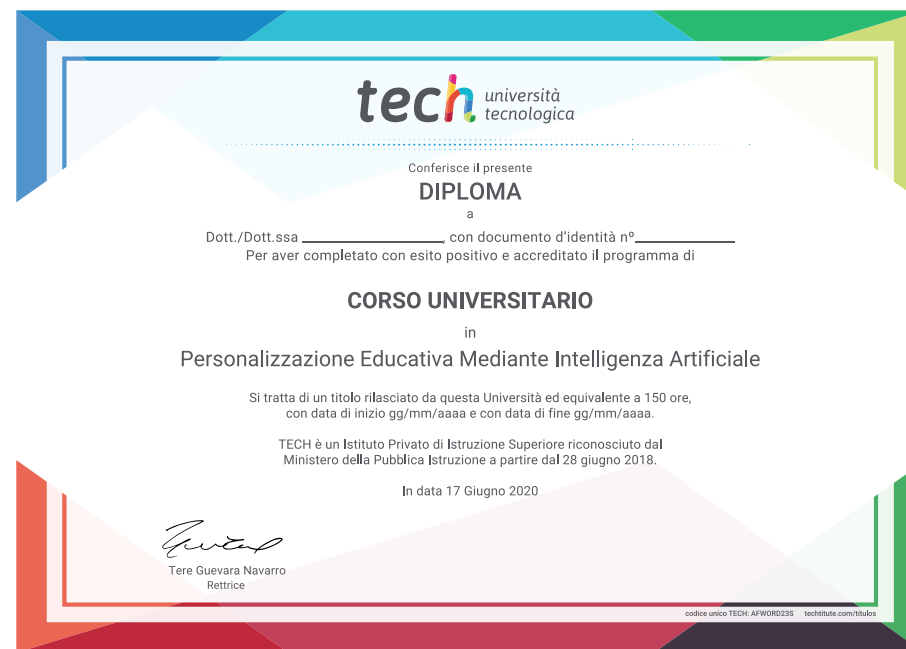 tech università
tecnologica
Conferisce il presente
DIPLOMA
a
Dott./Dott.ssa ____________________, con documento d'identità nº______________
Per aver completato con esito positivo e accreditato il programma di
CORSO UNIVERSITARIO
in
Personalizzazione Educativa Mediante Intelligenza Artificiale
Si tratta di un titolo rilasciato da questa Università ed equivalente a 150 ore,
con data di inizio gg/mm/aaaa e con data di fine gg/mm/aaaa.
TECH è un Istituto Privato di Istruzione Superiore riconosciuto dal
Ministero della Pubblica Istruzione a partire dal 28 giugno 2018.
In data 17 Giugno 2020
Tere Guevara Navarro
Rettrice
codice unico TECH: AFWORD23S techtitute.com/títulos